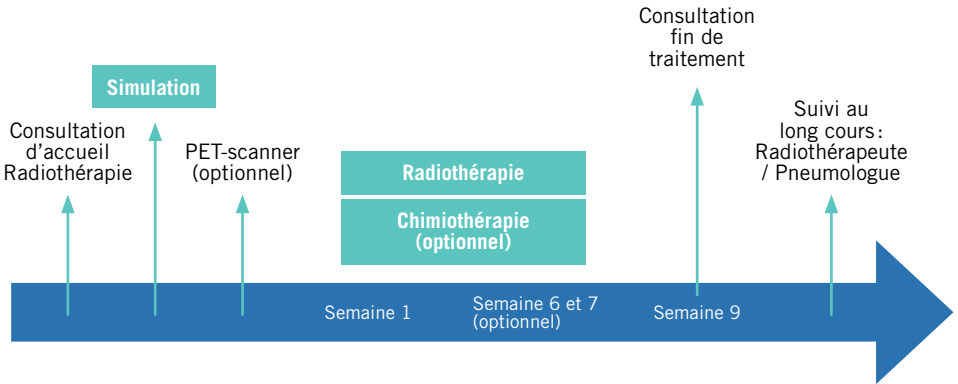 Consultation
d'accueil
Radiothérapie
Simulation
PET-scanner
(optionnel)
Radiothérapie
Chimiothérapie
(optionnel)
Consultation
fin de
traitement
Suivi au
long cours :
Radiothérapeute
/ Pneumologue
Semaine 1
Semaine 6 et 7
(optionnel)
Semaine 9